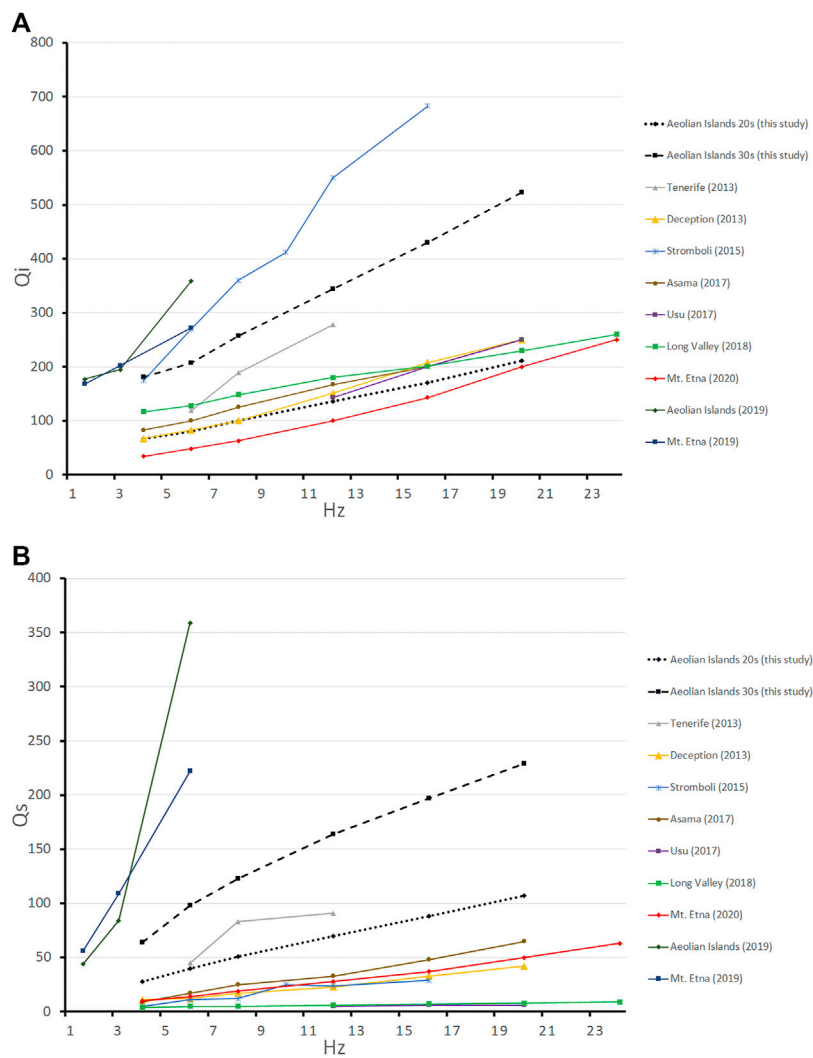 A
800
700
600
500
400
300
200
100
0
Qi
1 3 5 7 9 11 13 15 17 19 21 23
Hz
Aeolian Islands 20s (this study)
Aeolian Islands 30s (this study)
Tenerife (2013)
Deception (2013)
Stromboli (2015)
Asama (2017)
Usu (2017)
Long Valley (2018)
Mt. Etna (2020)
Aeolian Islands (2019)
Mt. Etna (2019)
B
400
350
300
250
200
150
100
50
0
Qs
1 3 5 7 9 11 13 15 17 19 21 23
Hz
Aeolian Islands 20s (this study)
Aeolian Islands 30s (this study)
Tenerife (2013)
Deception (2013)
Stromboli (2015)
Asama (2017)
Usu (2017)
Long Valley (2018)
Mt. Etna (2020)
Aeolian Islands (2019)
Mt. Etna (2019)